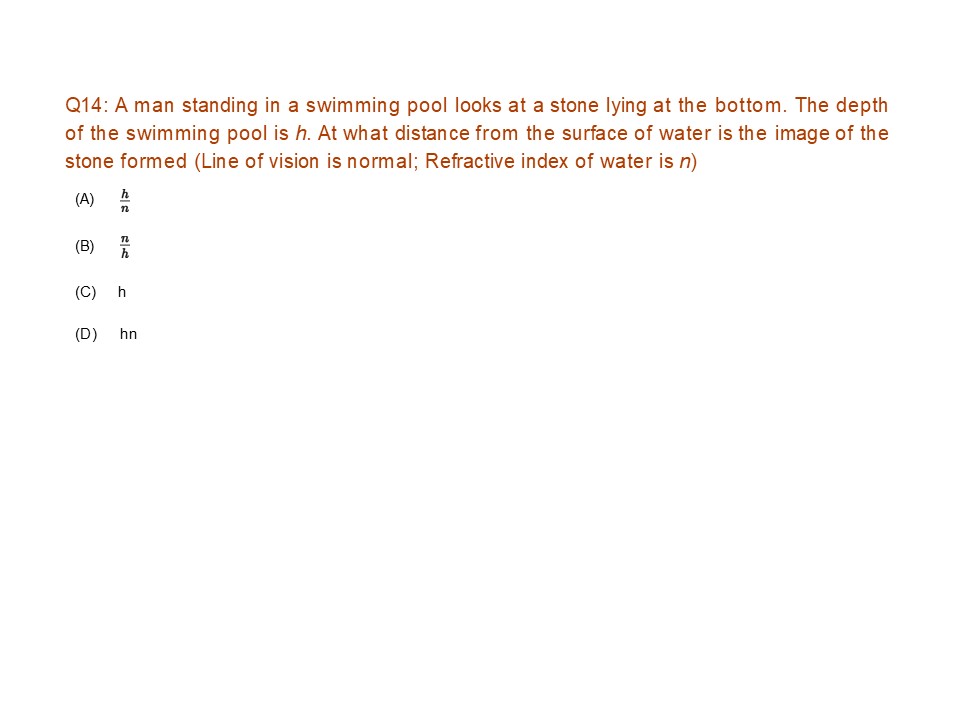 Q14: A man standing in a swimming pool looks at a stone lying at the bottom. The depth
of the swimming pool is h. At what distance from the surface of water is the image of the
stone formed (Line of vision is normal; Refractive index of water is n)
(A) h/n
(B) n/h
(C) h
(D) hn